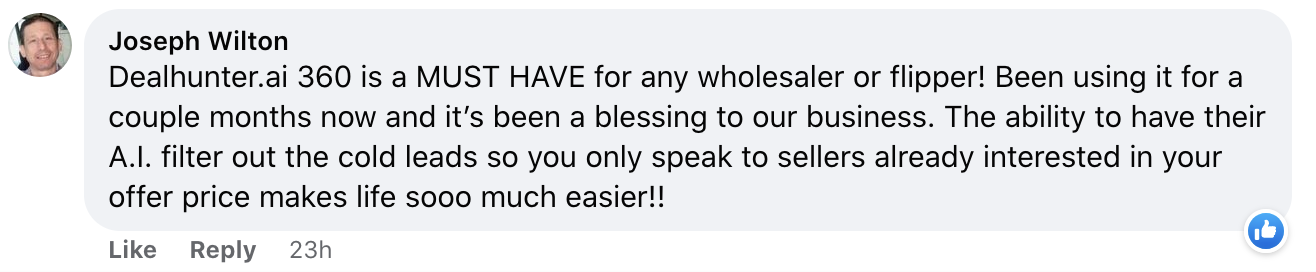 Joseph Wilton
Dealhunter.ai 360 is a MUST HAVE for any wholesaler or flipper! Been using it for a
couple months now and it’s been a blessing to our business. The ability to have their
A.I. filter out the cold leads so you only speak to sellers already interested in your
offer price makes life sooo much easier!!
Like Reply 23h